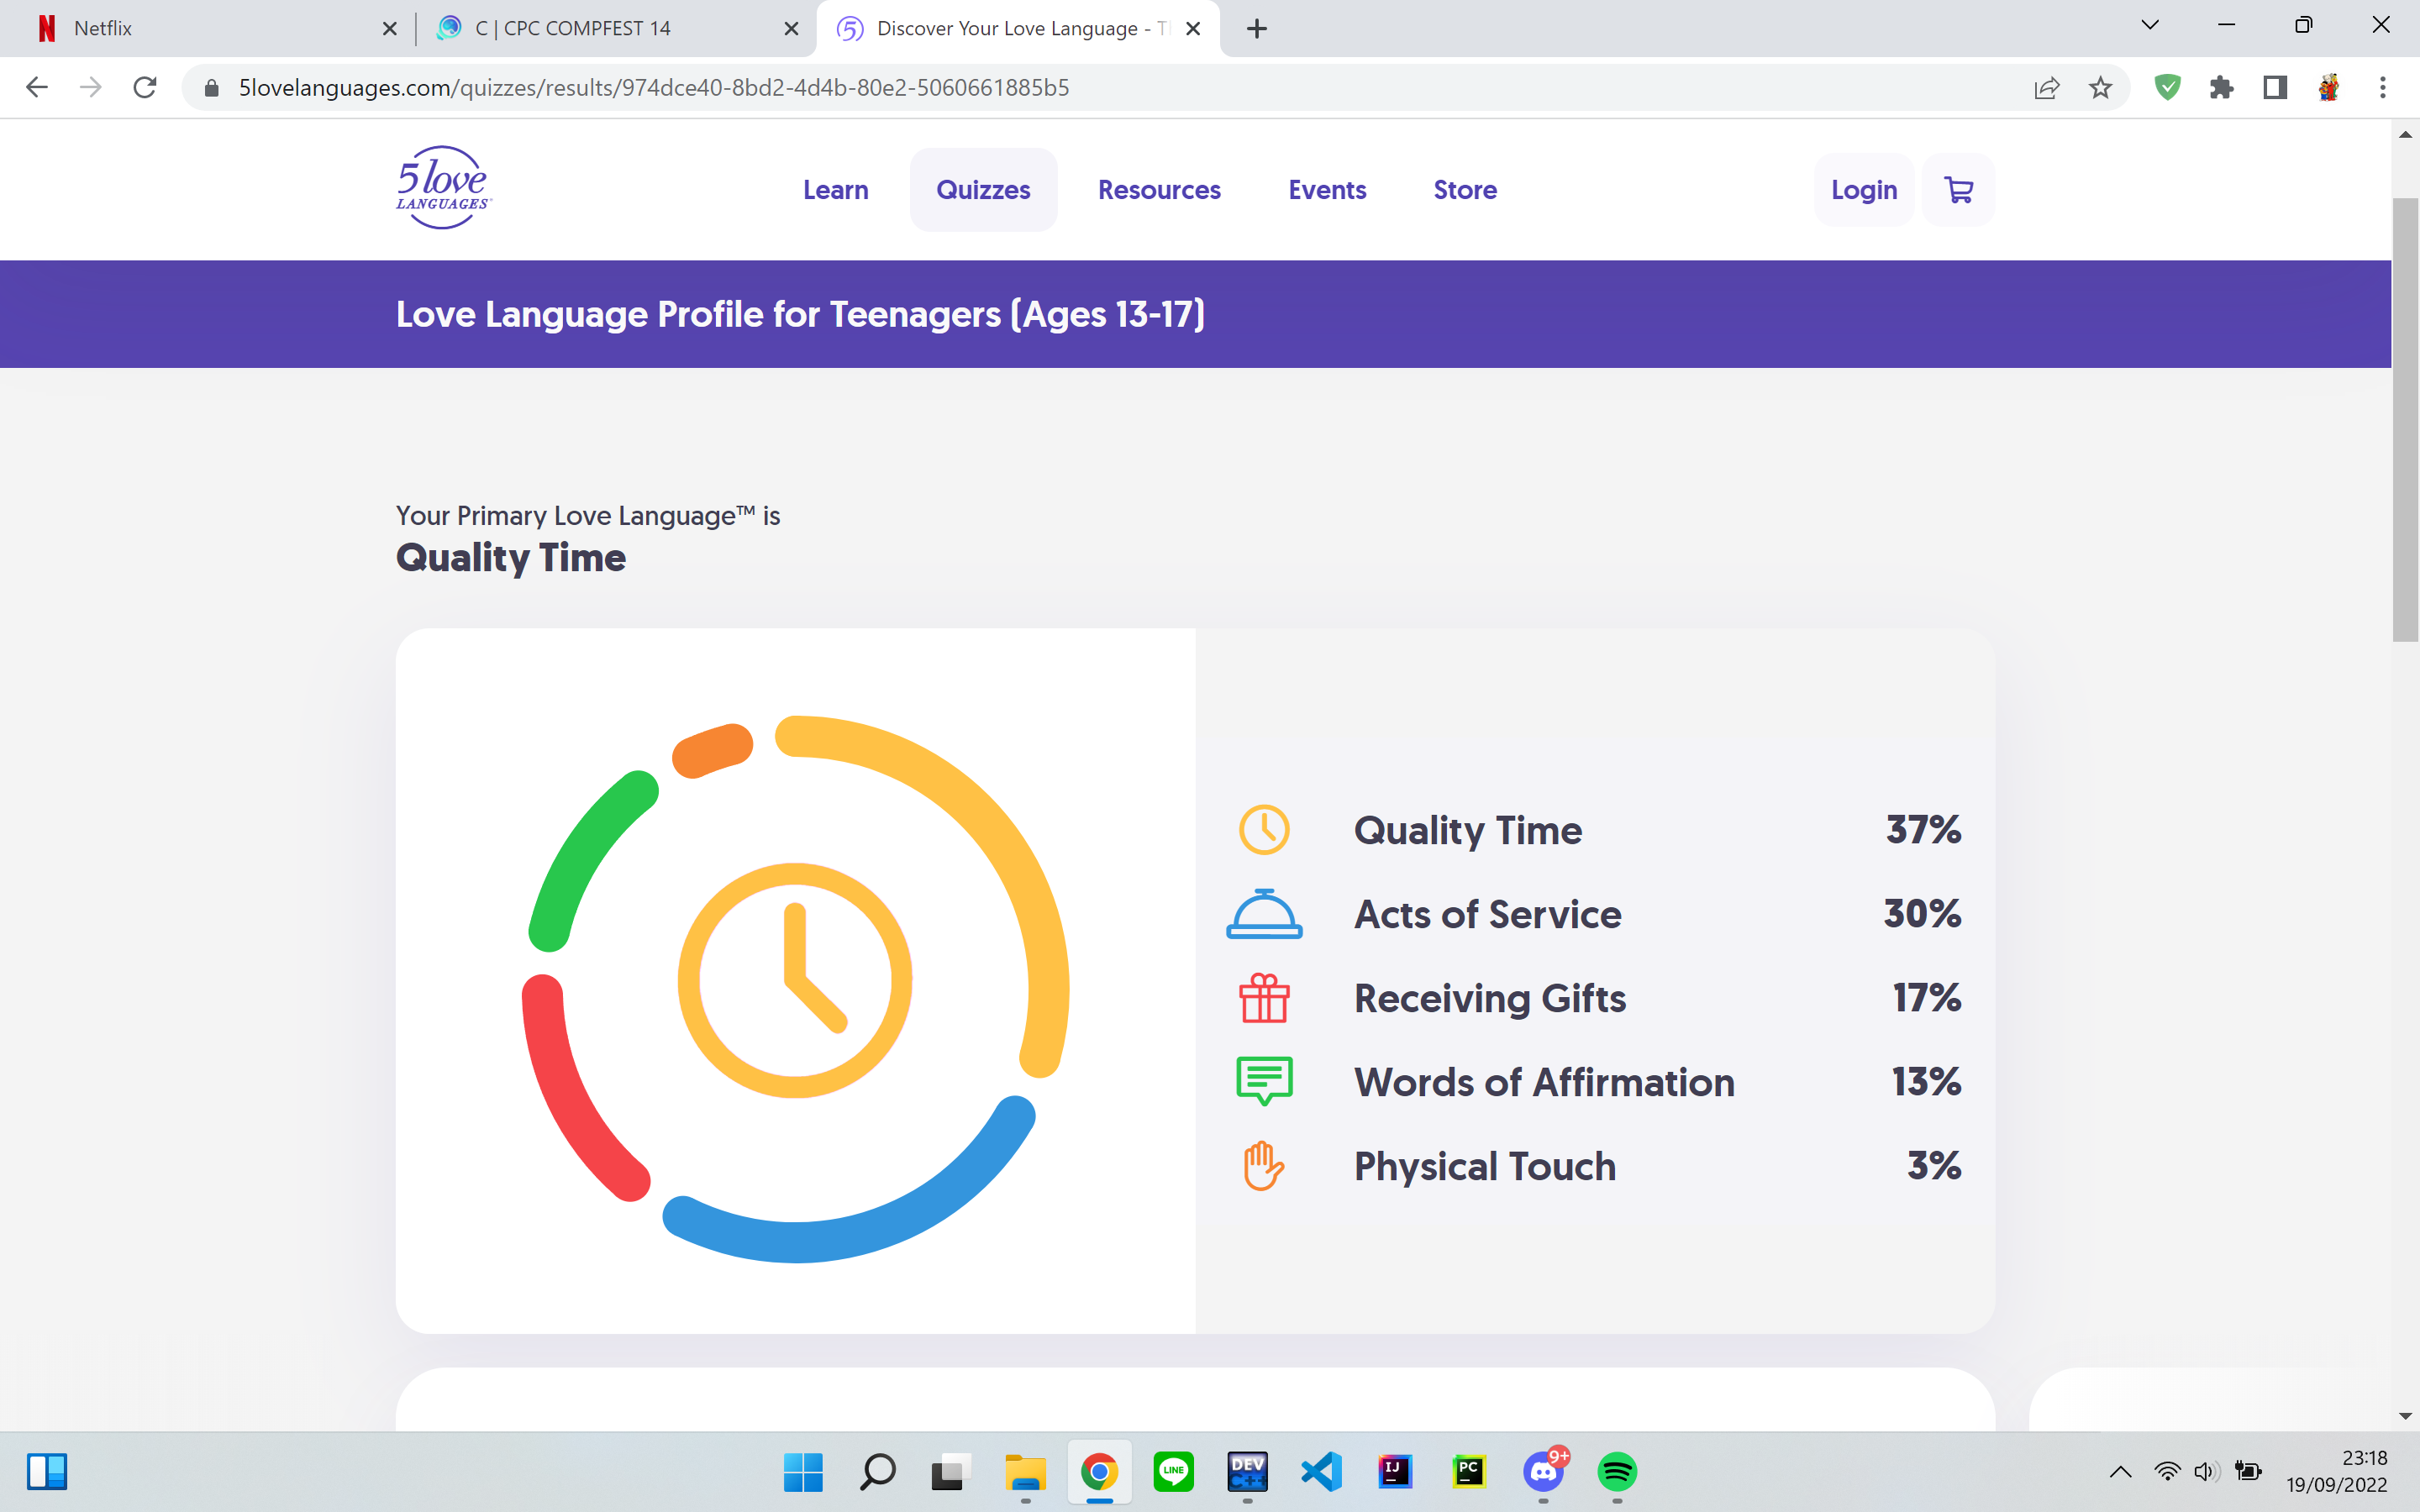 Netflix
C | CPC COMPFEST 14
Discover Your Love Language - T
5lovelanguages.com/quizzes/results/974dce40-8bd2-4d4b-80e2-5060661885b5
5 love
LANGUAGES
Learn
Quizzes
Resources
Events
Store
Login
Love Language Profile for Teenagers (Ages 13-17)
Your Primary Love Language™ is
Quality Time
Quality Time 37%
Acts of Service 30%
Receiving Gifts 17%
Words of Affirmation 13%
Physical Touch 3%
LINE
DEV
C++
IJ
PC
9+
23:18
19/09/2022